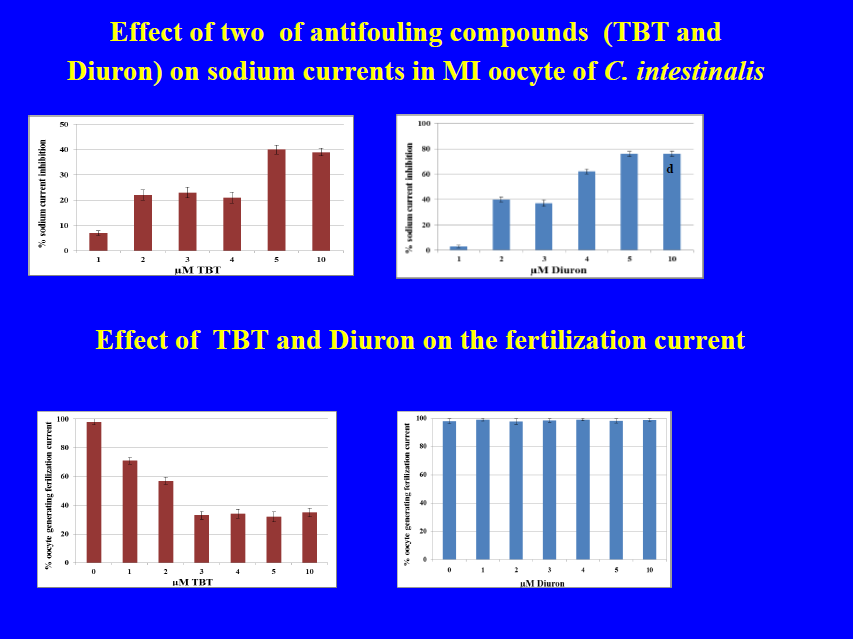 Effect of two of antifouling compounds (TBT and
Diuron) on sodium currents in MI oocyte of C. intestinalis
% sodium current inhibition
50
40
30
20
10
0
1 2 3 4 5 10
µM TBT
% sodium current inhibition
100
80
60
40
20
0
d
1 2 3 4 5 10
µM Diuron
Effect of TBT and Diuron on the fertilization current
% oocyte generating ferilization current
100
80
60
40
20
0
0 1 2 3 4 5 10
µM TBT
% oocyte generating ferilization current
100
80
60
40
20
0
0 1 2 3 4 5 10
µM Diuron